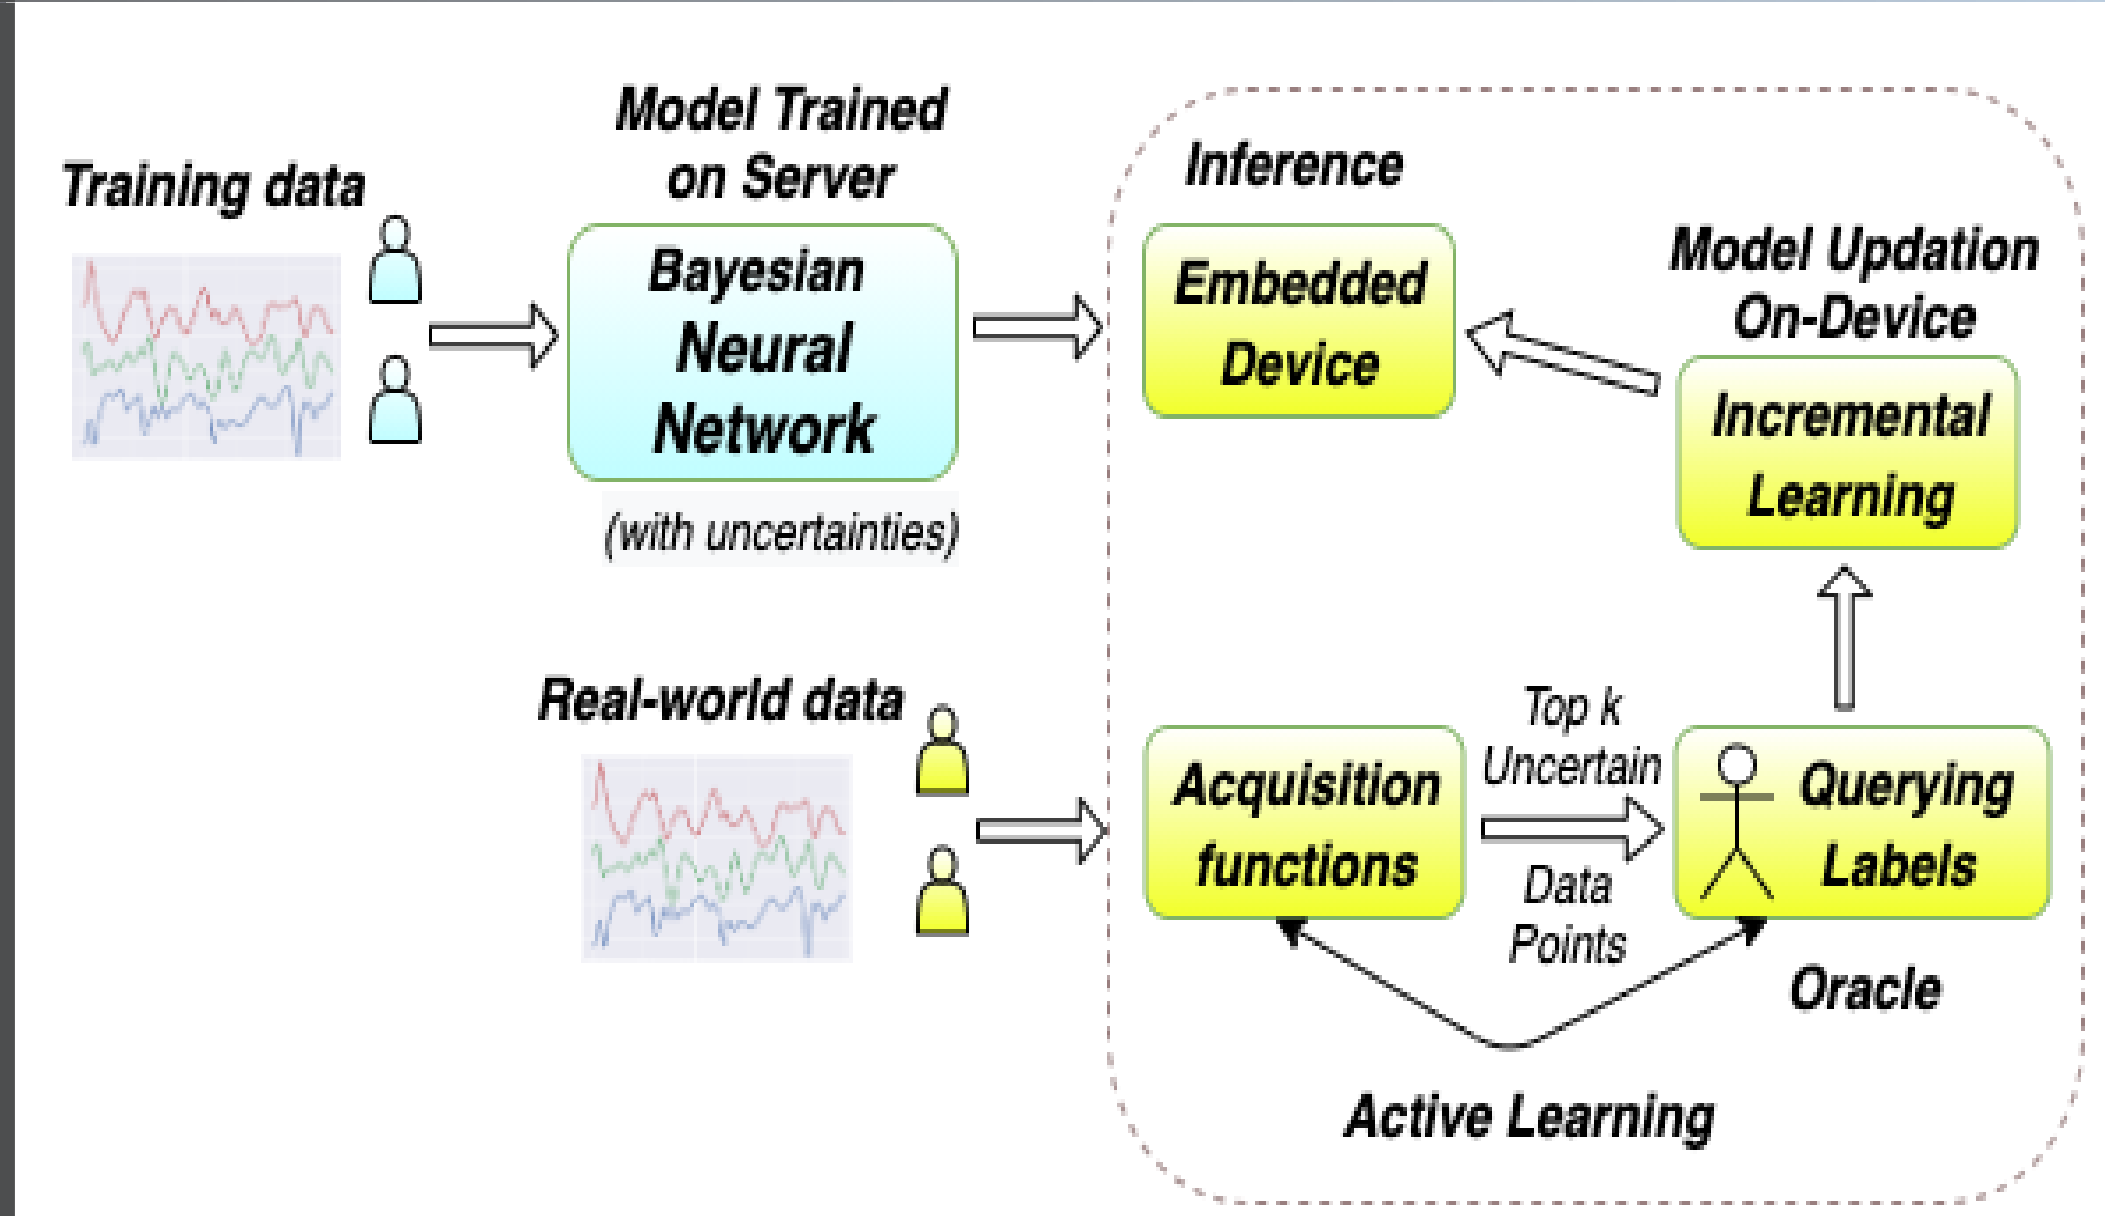 Training data
Model Trained
on Server
Bayesian
Neural
Network
(with uncertainties)
Inference
Embedded
Device
Model Updation
On-Device
Incremental
Learning
Real-world data
Acquisition
functions
Top k
Uncertain
Data
Points
Querying
Labels
Oracle
Active Learning